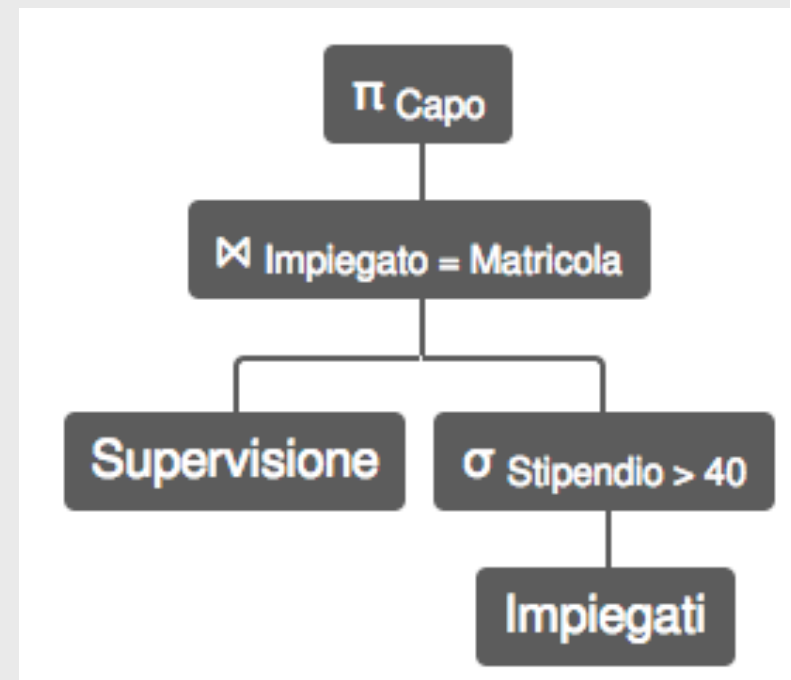 π Capo
⋈ Impiegato = Matricola
Supervisione
σ Stipendio > 40
Impiegati